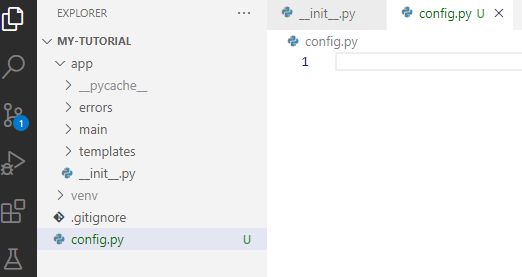 EXPLORER
MY-TUTORIAL
app
__pycache__
errors
main
templates
__init__.py
venv
.gitignore
config.py U
1
__init__.py
config.py U
config.py
1